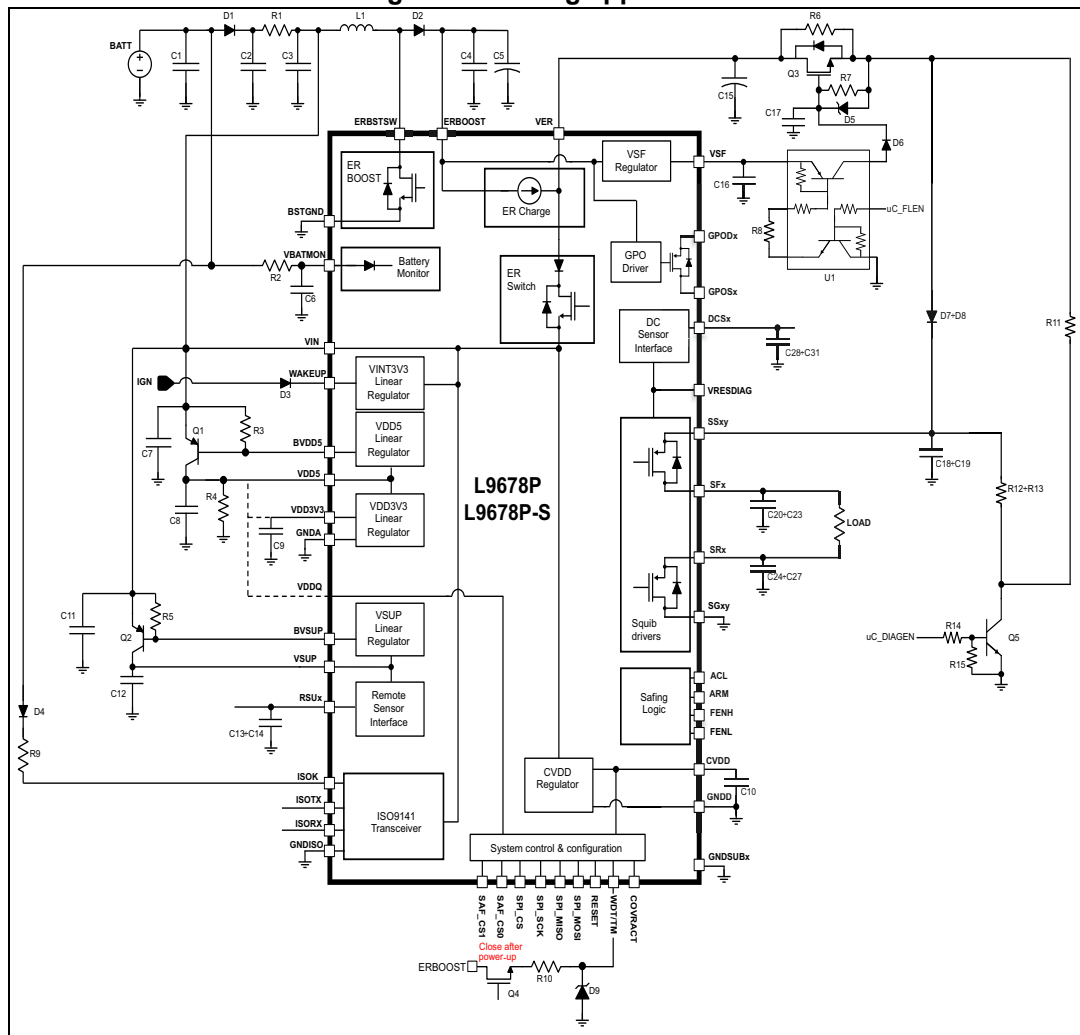 D1
R1
L1
D2
R6
BATT
C1
C2
C3
C4
C5
Q3
R7
C15
C17
D5
D6
ERBSTSW
ERBOOST
VER
ER
BOOST
VSF
Regulator
VSF
C16
ER Charge
uC_FLEN
BSTGND
R8
GPODx
VBATMON
Battery
Monitor
GPO
Driver
U1
R2
C6
ER
Switch
GPOSx
DC
Sensor
Interface
DCSx
D7÷D8
R11
C28÷C31
VIN
IGN
WAKEUP
D3
VINT3V3
Linear
Regulator
VRESDIAG
Q1
R3
C7
BVDD5
VDD5
Linear
Regulator
SSxy
C18÷C19
VDD5
R4
C8
L9678P
L9678P-S
SFx
R12÷R13
VDD3V3
VDD3V3
Linear
Regulator
GNDA
C9
C20÷C23
LOAD
SRx
C24÷C27
VDDQ
C11
R5
Q2
BVSUP
VSUP
Linear
Regulator
SGxy
Squib
drivers
uC_DIAGEN
R14
Q5
R15
VSUP
C12
RSUx
Remote
Sensor
Interface
C13÷C14
Safing
Logic
ACL
ARM
FENH
FENL
D4
R9
CVDD
Regulator
CVDD
C10
GNDD
ISOK
ISOTX
ISORX
GNDISO
ISO9141
Transceiver
System control & configuration
GNDSUBx
SAF_CS1
SAF_CS0
SPI_CS
SPI_SCK
SPI_MISO
SPI_MOSI
RESET
WDT/TM
COVRACT
Close after
power-up
ERBOOST
Q4
R10
D9